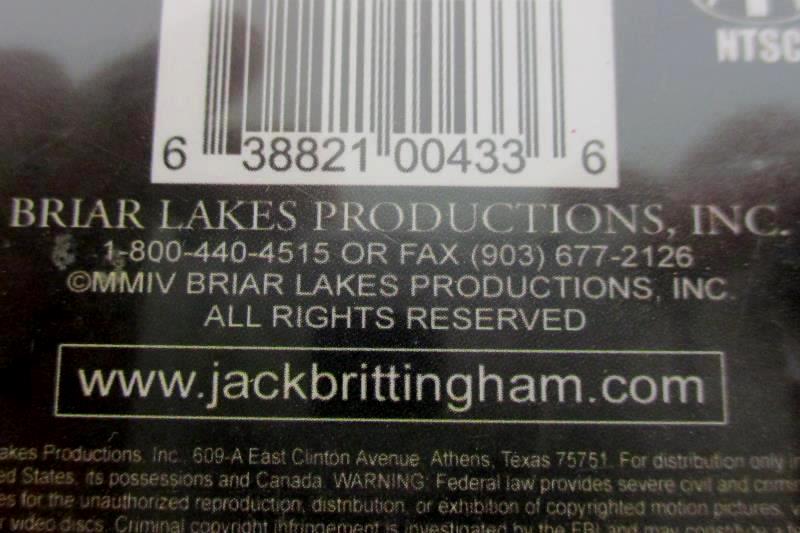 NTSC
6 38821 00433 6
BRIAR LAKES PRODUCTIONS, INC.
1-800-440-4515 OR FAX (903) 677-2126
©MMIV BRIAR LAKES PRODUCTIONS, INC.
ALL RIGHTS RESERVED
www.jackbrittingham.com
akes Productions, Inc. 609-A East Clinton Avenue Athens, Texas 75751. For distribution only in
ed States, its possessions and Canada. WARNING: Federal law provides severe civil and crimin
es for the unauthorized reproduction, distribution, or exhibition of copyrighted motion pictures, v
r video discs. Criminal copyright infringement is investigated by the FBI and may constitute a f